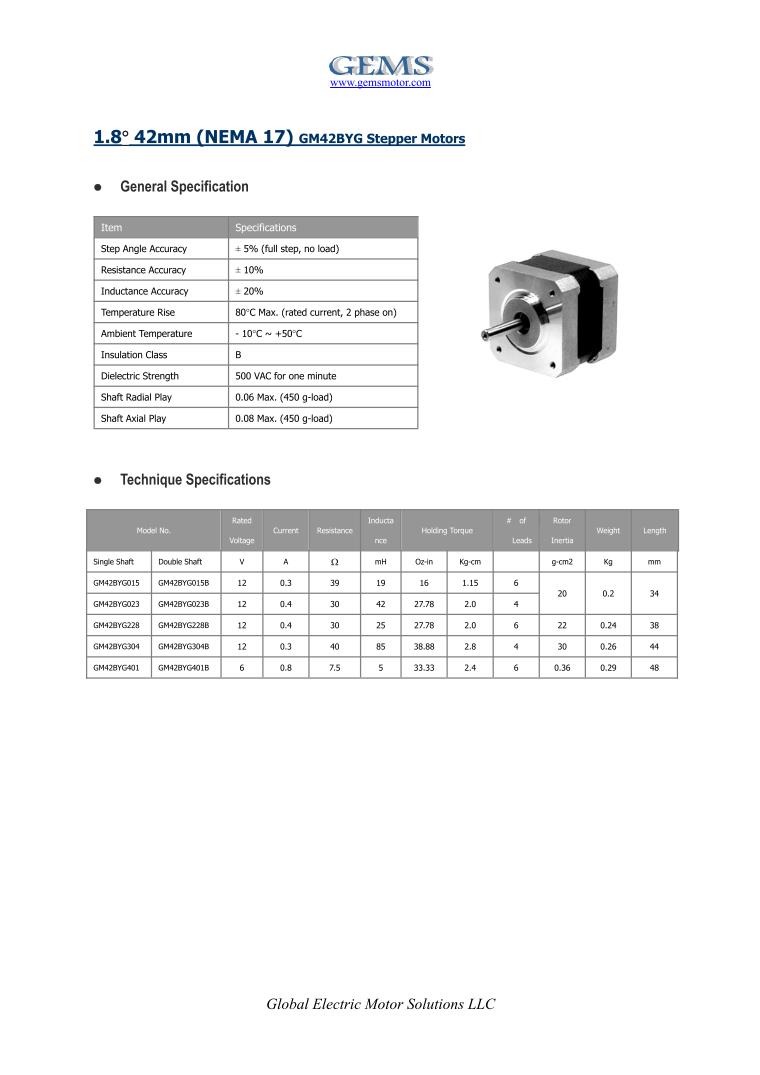 GEMS
www.gemsmotor.com
1.8° 42mm (NEMA 17) GM42BYG Stepper Motors
● General Specification
Item Specifications
Step Angle Accuracy ± 5% (full step, no load)
Resistance Accuracy ± 10%
Inductance Accuracy ± 20%
Temperature Rise 80°C Max. (rated current, 2 phase on)
Ambient Temperature - 10°C ~ +50°C
Insulation Class B
Dielectric Strength 500 VAC for one minute
Shaft Radial Play 0.06 Max. (450 g-load)
Shaft Axial Play 0.08 Max. (450 g-load)
● Technique Specifications
Model No. Rated Voltage Current Resistance Inductance Holding Torque # of Leads Rotor Inertia Weight Length
Single Shaft Double Shaft V A Ω mH Oz-in Kg-cm g-cm2 Kg mm
GM42BYG015 GM42BYG015B 12 0.3 39 19 16 1.15 6 20 0.2 34
GM42BYG023 GM42BYG023B 12 0.4 30 42 27.78 2.0 4
GM42BYG228 GM42BYG228B 12 0.4 30 25 27.78 2.0 6 22 0.24 38
GM42BYG304 GM42BYG304B 12 0.3 40 85 38.88 2.8 4 30 0.26 44
GM42BYG401 GM42BYG401B 6 0.8 7.5 5 33.33 2.4 6 0.36 0.29 48
Global Electric Motor Solutions LLC